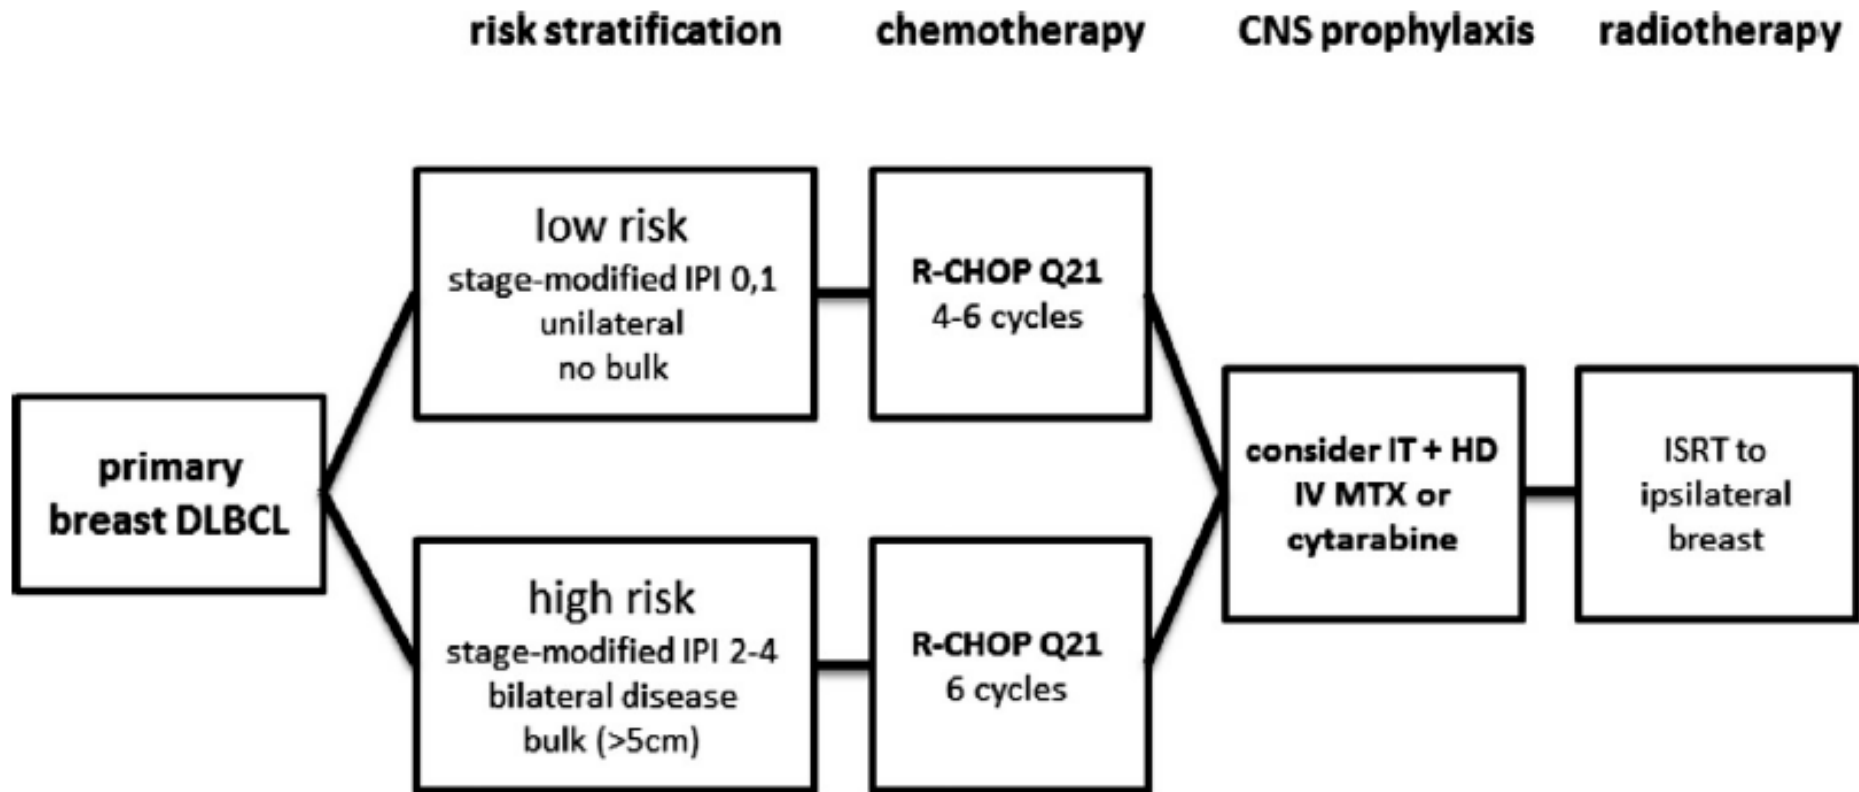 risk stratification
chemotherapy
CNS prophylaxis
radiotherapy
primary
breast DLBCL
low risk
stage-modified IPI 0,1
unilateral
no bulk
R-CHOP Q21
4-6 cycles
high risk
stage-modified IPI 2-4
bilateral disease
bulk (>5cm)
R-CHOP Q21
6 cycles
consider IT + HD
IV MTX or
cytarabine
ISRT to
ipsilateral
breast